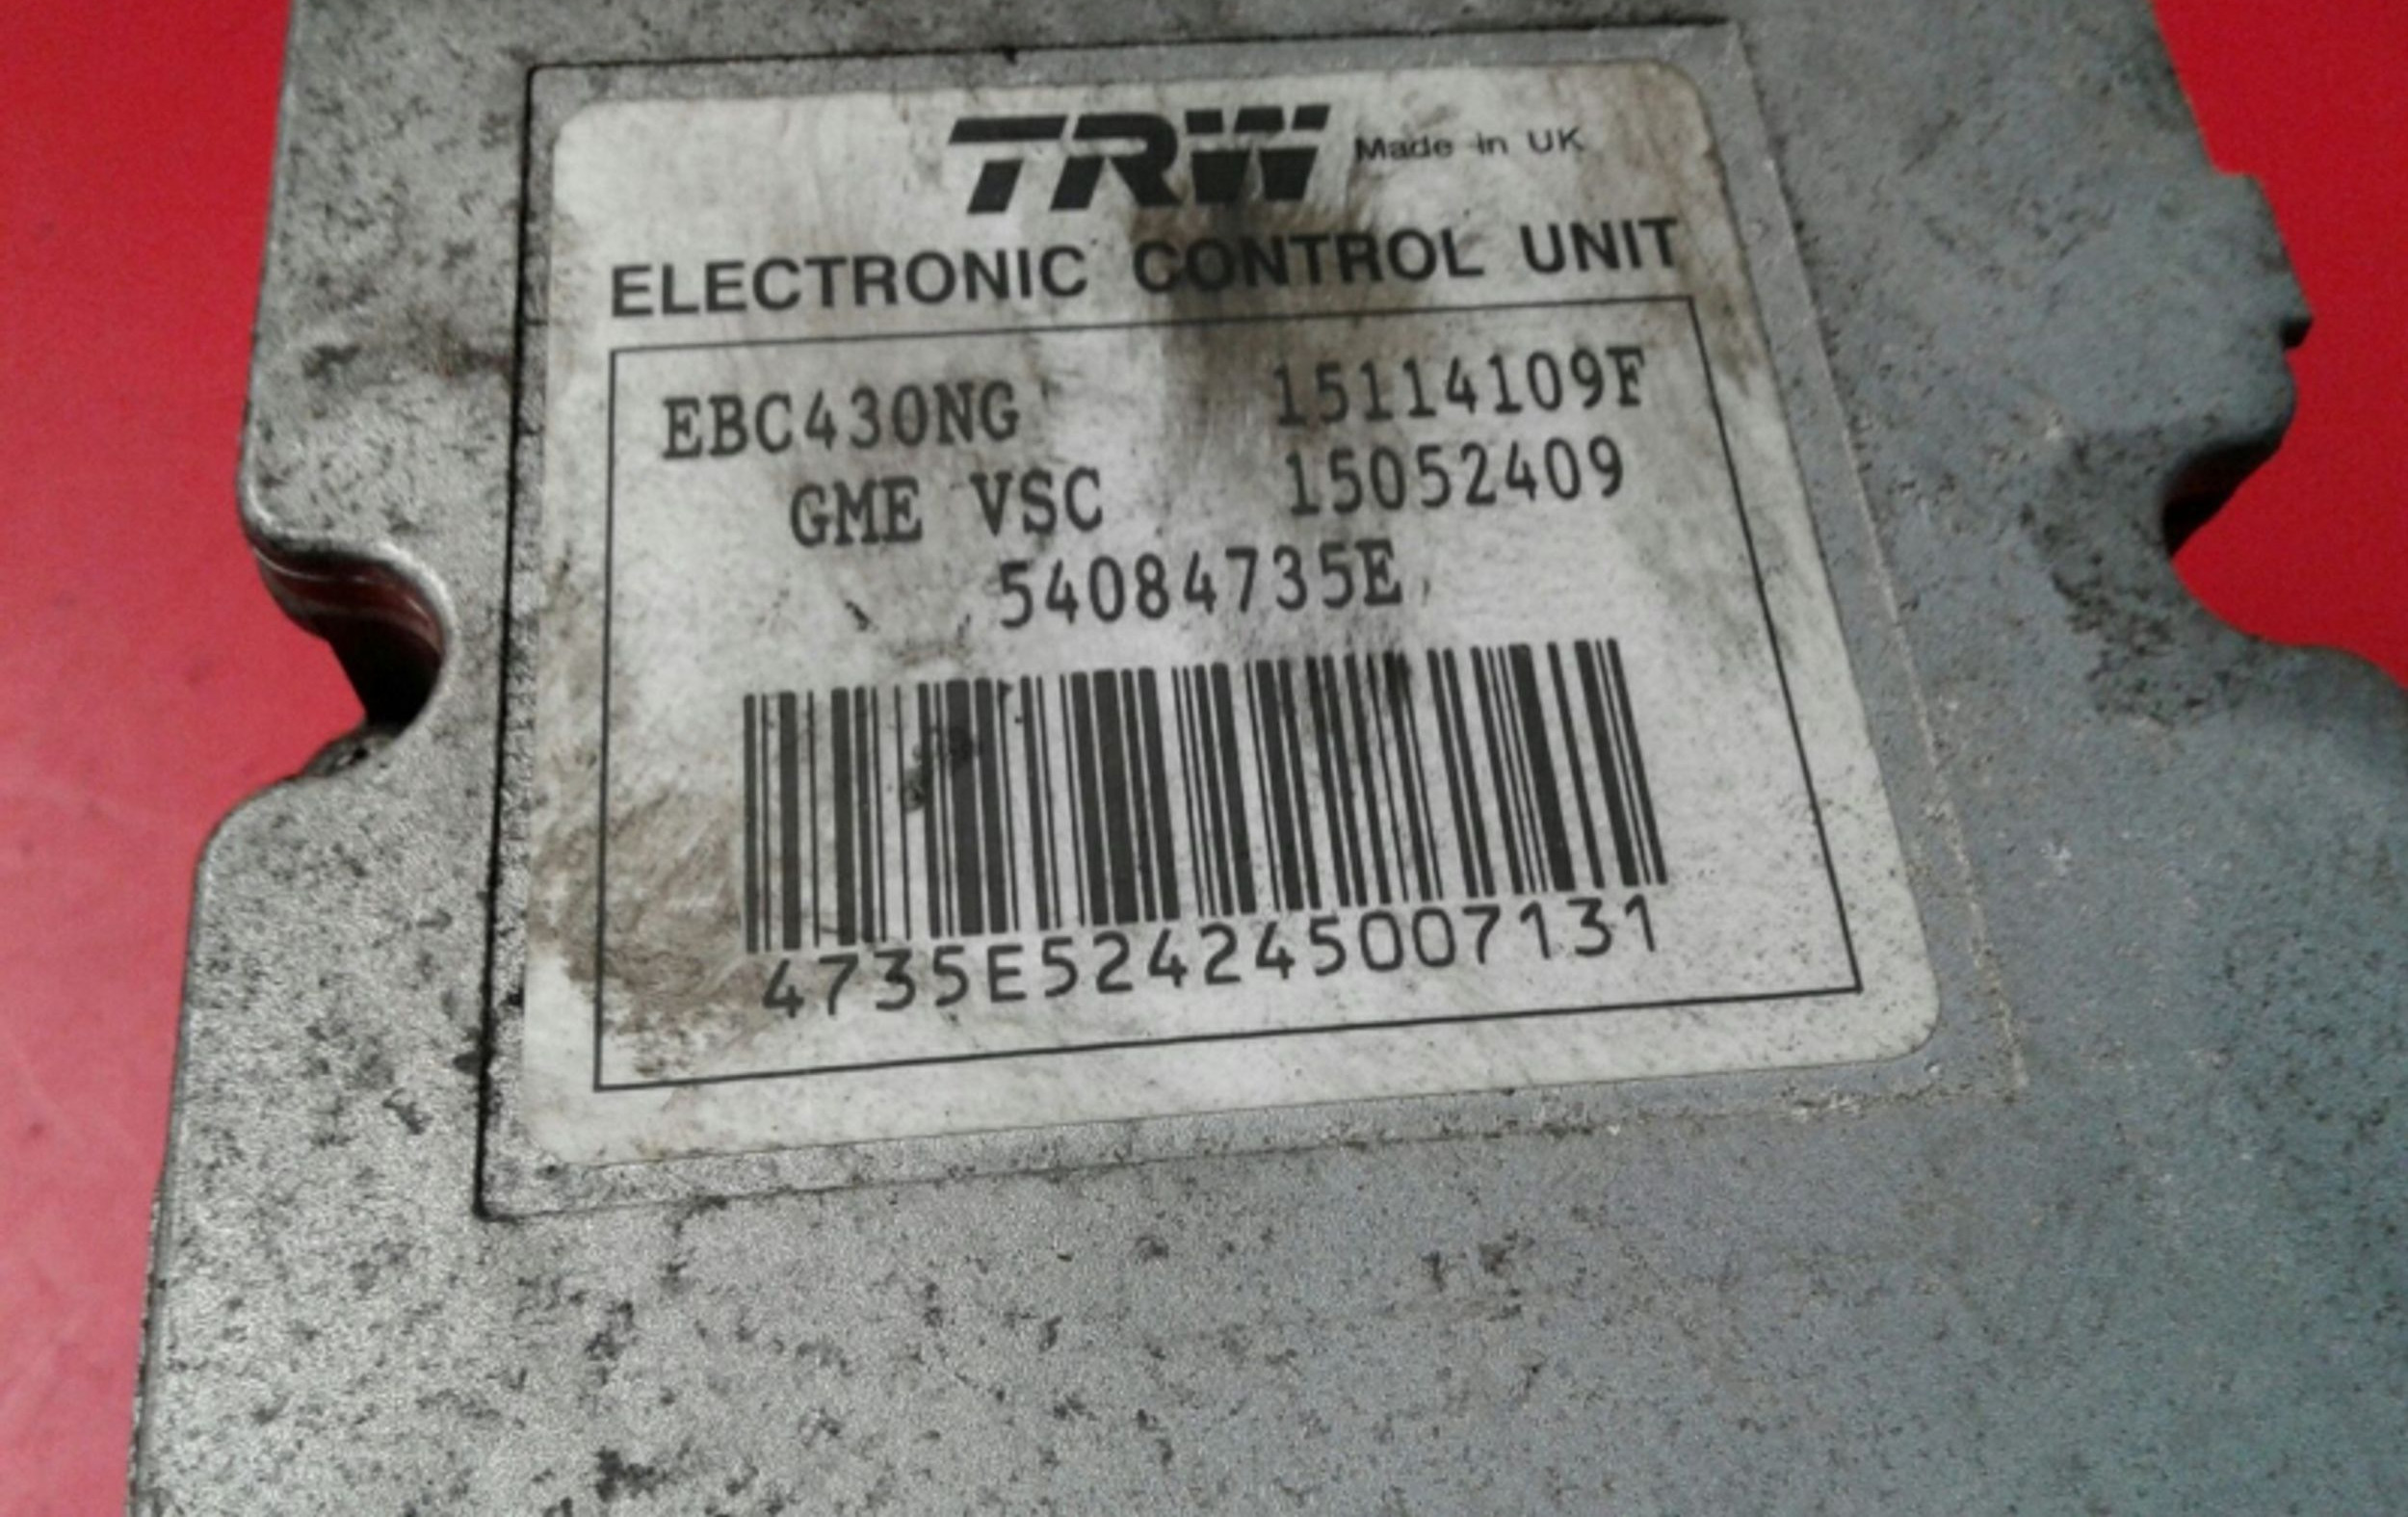 TRW Made in UK
ELECTRONIC CONTROL UNIT
EBC430NG 15114109F
GME VSC 15052409
54084735E
4735E524245007131